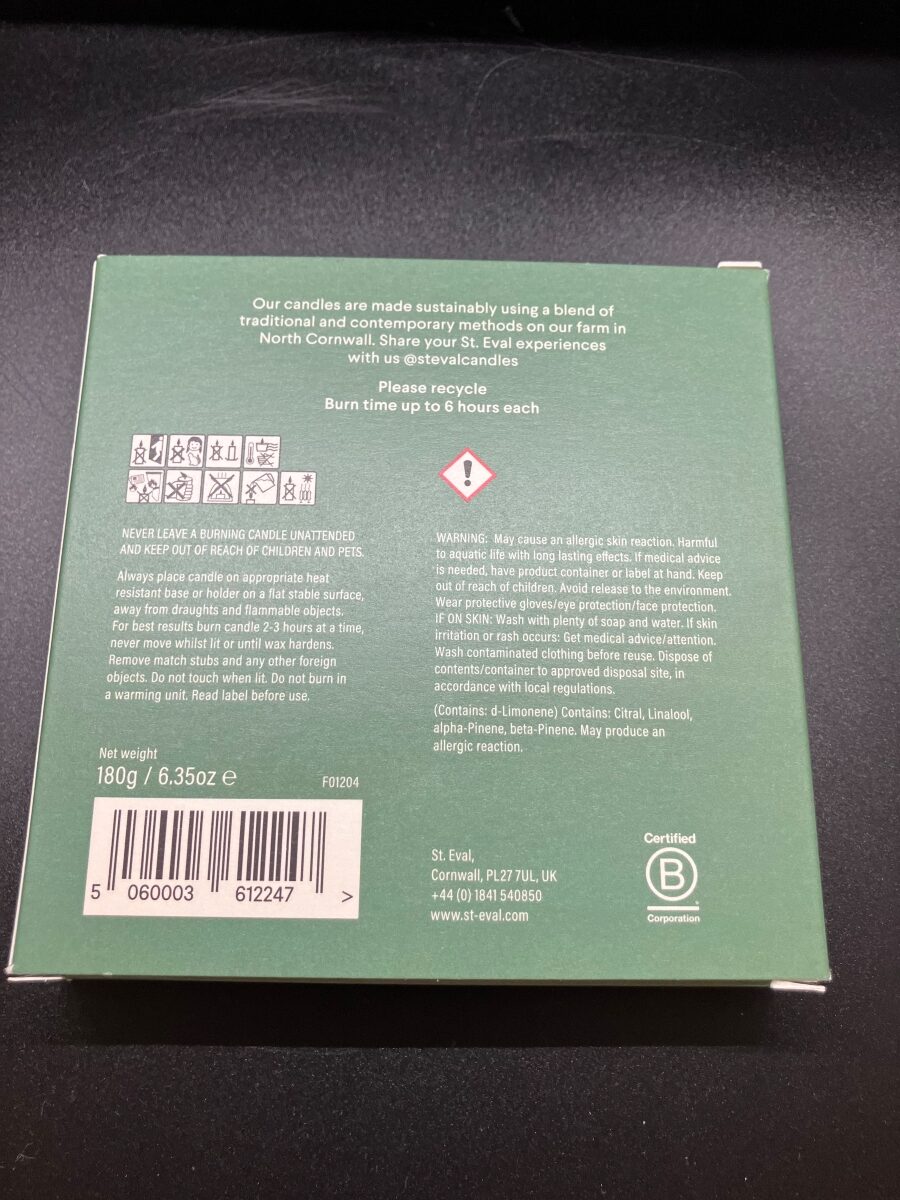 Our candles are made sustainably using a blend of
traditional and contemporary methods on our farm in
North Cornwall. Share your St. Eval experiences
with us @stevalcandles
Please recycle
Burn time up to 6 hours each
NEVER LEAVE A BURNING CANDLE UNATTENDED
AND KEEP OUT OF REACH OF CHILDREN AND PETS.
Always place candle on appropriate heat
resistant base or holder on a flat stable surface,
away from draughts and flammable objects.
For best results burn candle 2-3 hours at a time,
never move whilst lit or until wax hardens.
Remove match stubs and any other foreign
objects. Do not touch when lit. Do not burn in
a warming unit. Read label before use.
WARNING: May cause an allergic skin reaction. Harmful
to aquatic life with long lasting effects. If medical advice
is needed, have product container or label at hand. Keep
out of reach of children. Avoid release to the environment.
Wear protective gloves/eye protection/face protection.
IF ON SKIN: Wash with plenty of soap and water. If skin
irritation or rash occurs: Get medical advice/attention.
Wash contaminated clothing before reuse. Dispose of
contents/container to approved disposal site, in
accordance with local regulations.
(Contains: d-Limonene) Contains: Citral, Linalool,
alpha-Pinene, beta-Pinene. May produce an
allergic reaction.
Net weight
180g / 6.35oz ℮
F01204
5 060003 612247 >
St. Eval,
Cornwall, PL27 7UL, UK
+44 (0) 1841 540850
www.st-eval.com
Certified
B
Corporation